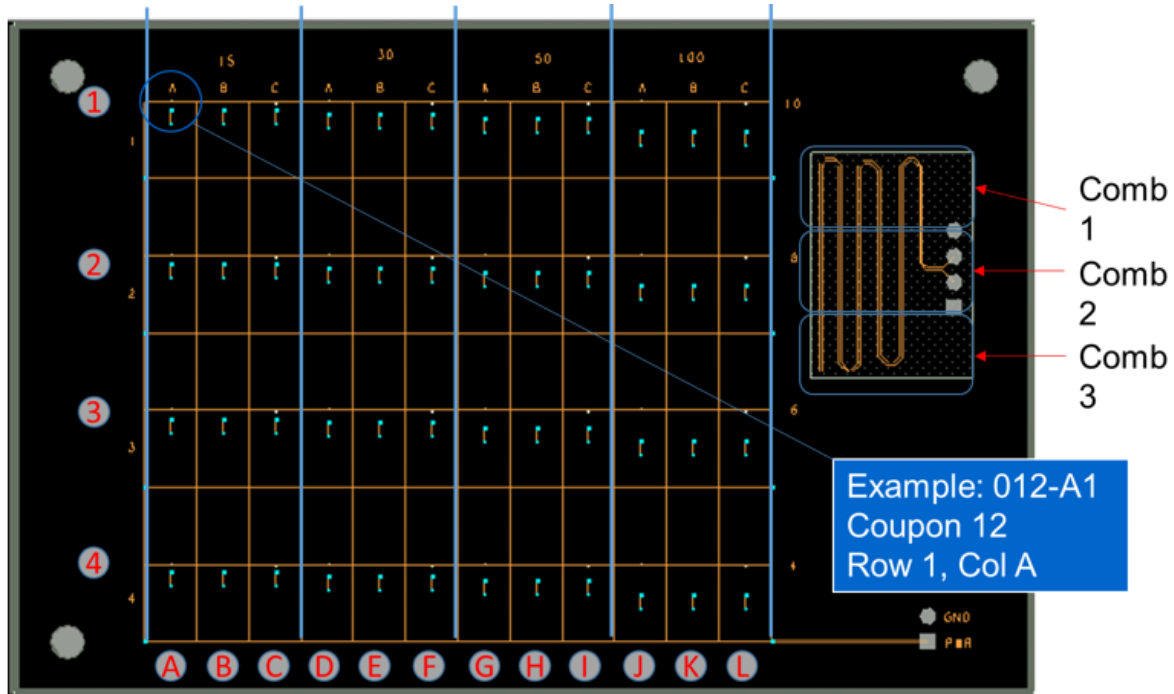 15 30 50 100
A B C A B C A B C A B C
1 10
1
2 8
2
3 6
3
4 4
4
Comb
1
Comb
2
Comb
3
Example: 012-A1
Coupon 12
Row 1, Col A
GND
PWR
A B C D E F G H I J K L